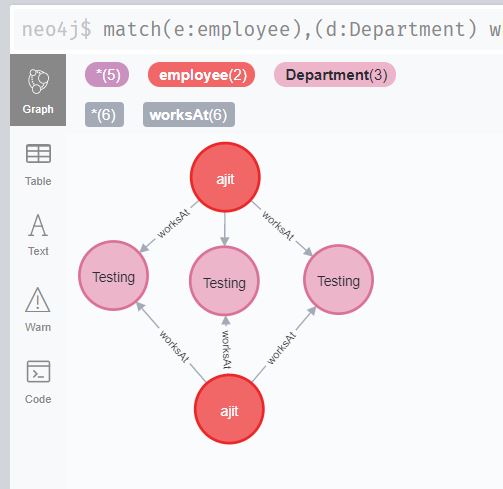 neo4j$ match(e:employee),(d:Department) w
*(5) employee(2) Department(3)
*(6) worksAt(6)
Graph
Table
Text
Warn
Code
ajit
worksAt
worksAt
Testing
Testing
Testing
worksAt
worksAt
worksAt
ajit